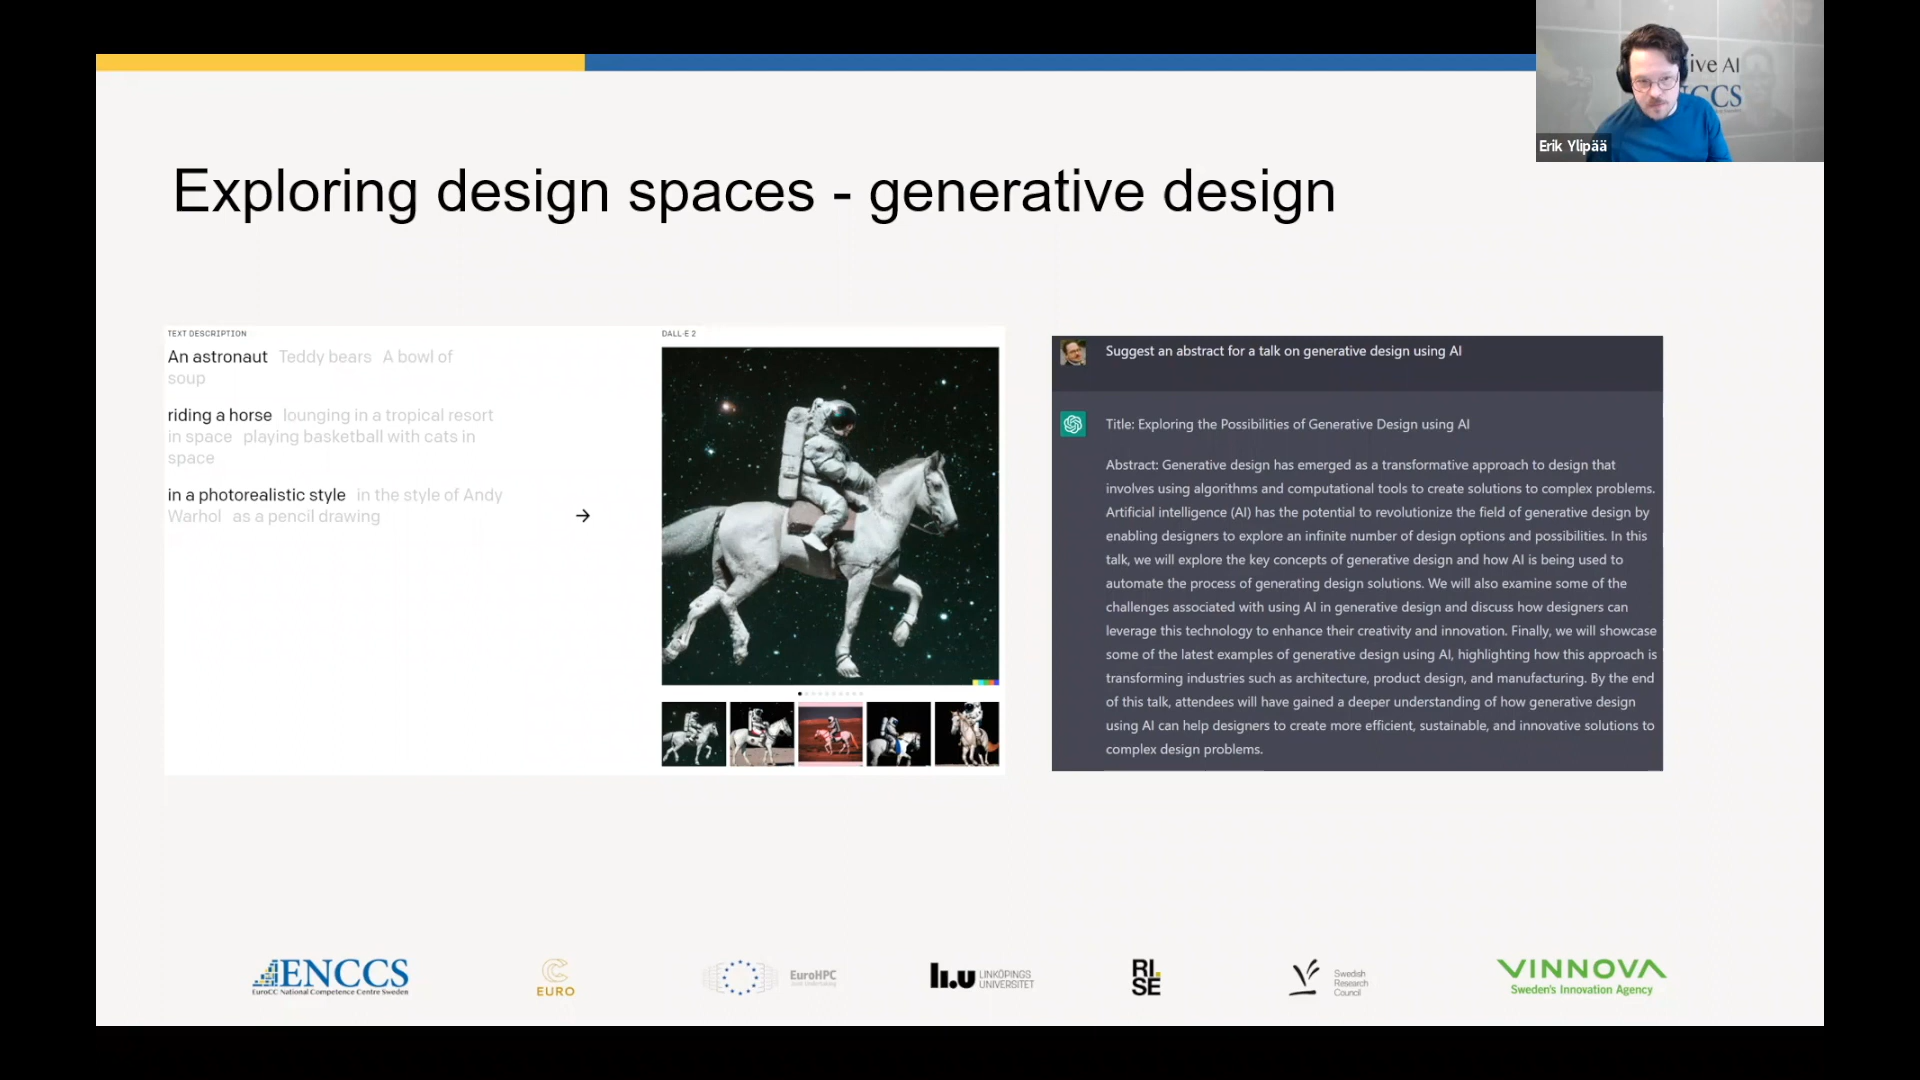 ive AI
NCCS
Erik Ylipää
Exploring design spaces - generative design
TEXT DESCRIPTION
An astronaut Teddy bears A bowl of
soup
riding a horse lounging in a tropical resort
in space playing basketball with cats in
space
in a photorealistic style in the style of Andy
Warhol as a pencil drawing
→
DALL·E 2
Suggest an abstract for a talk on generative design using AI
Title: Exploring the Possibilities of Generative Design using AI
Abstract: Generative design has emerged as a transformative approach to design that
involves using algorithms and computational tools to create solutions to complex problems.
Artificial intelligence (AI) has the potential to revolutionize the field of generative design by
enabling designers to explore an infinite number of design options and possibilities. In this
talk, we will explore the key concepts of generative design and how AI is being used to
automate the process of generating design solutions. We will also examine some of the
challenges associated with using AI in generative design and discuss how designers can
leverage this technology to enhance their creativity and innovation. Finally, we will showcase
some of the latest examples of generative design using AI, highlighting how this approach is
transforming industries such as architecture, product design, and manufacturing. By the end
of this talk, attendees will have gained a deeper understanding of how generative design
using AI can help designers to create more efficient, sustainable, and innovative solutions to
complex design problems.
ENCCS
EuroCC National Competence Centre Sweden
EURO
EuroHPC
Joint Undertaking
li.u LINKÖPINGS
UNIVERSITET
RI.
SE
Swedish
Research
Council
VINNOVA
Sweden's Innovation Agency